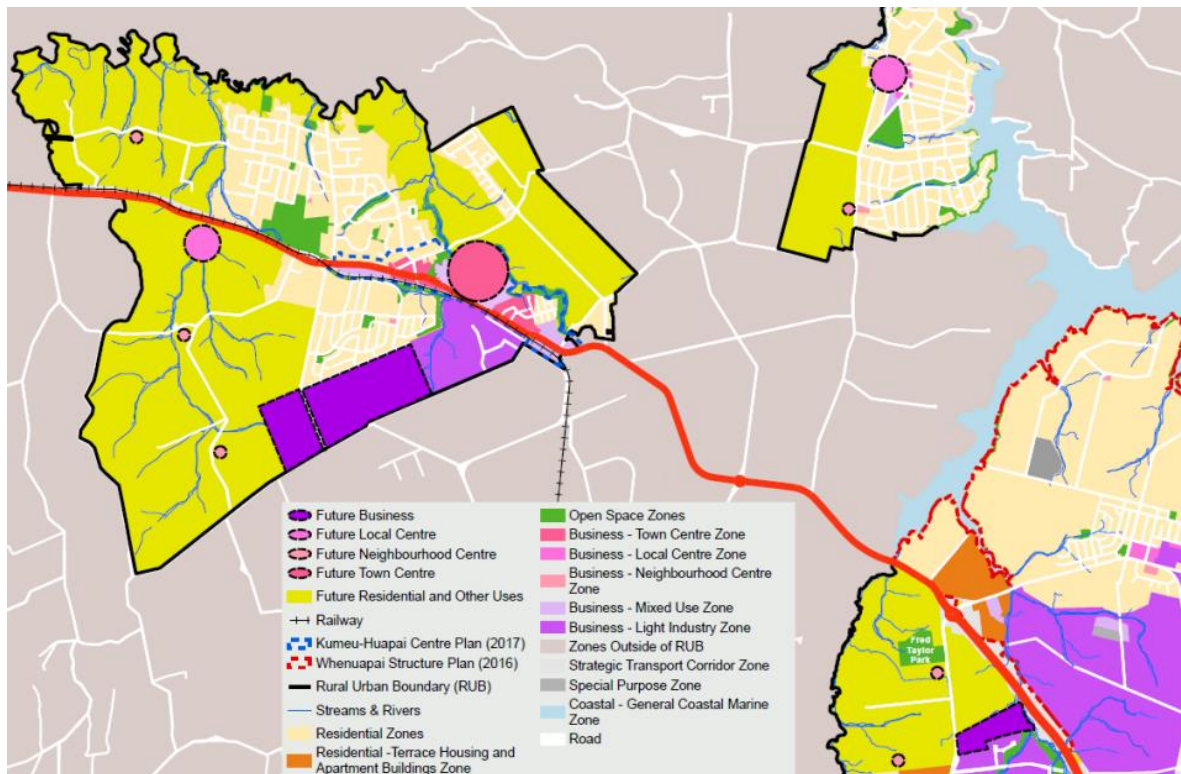 Fred
Taylor
Park
Future Business
Future Local Centre
Future Neighbourhood Centre
Future Town Centre
Future Residential and Other Uses
Railway
Kumeu-Huapai Centre Plan (2017)
Whenuapai Structure Plan (2016)
Rural Urban Boundary (RUB)
Streams & Rivers
Residential Zones
Residential -Terrace Housing and
Apartment Buildings Zone
Open Space Zones
Business - Town Centre Zone
Business - Local Centre Zone
Business - Neighbourhood Centre
Zone
Business - Mixed Use Zone
Business - Light Industry Zone
Zones Outside of RUB
Strategic Transport Corridor Zone
Special Purpose Zone
Coastal - General Coastal Marine
Zone
Road